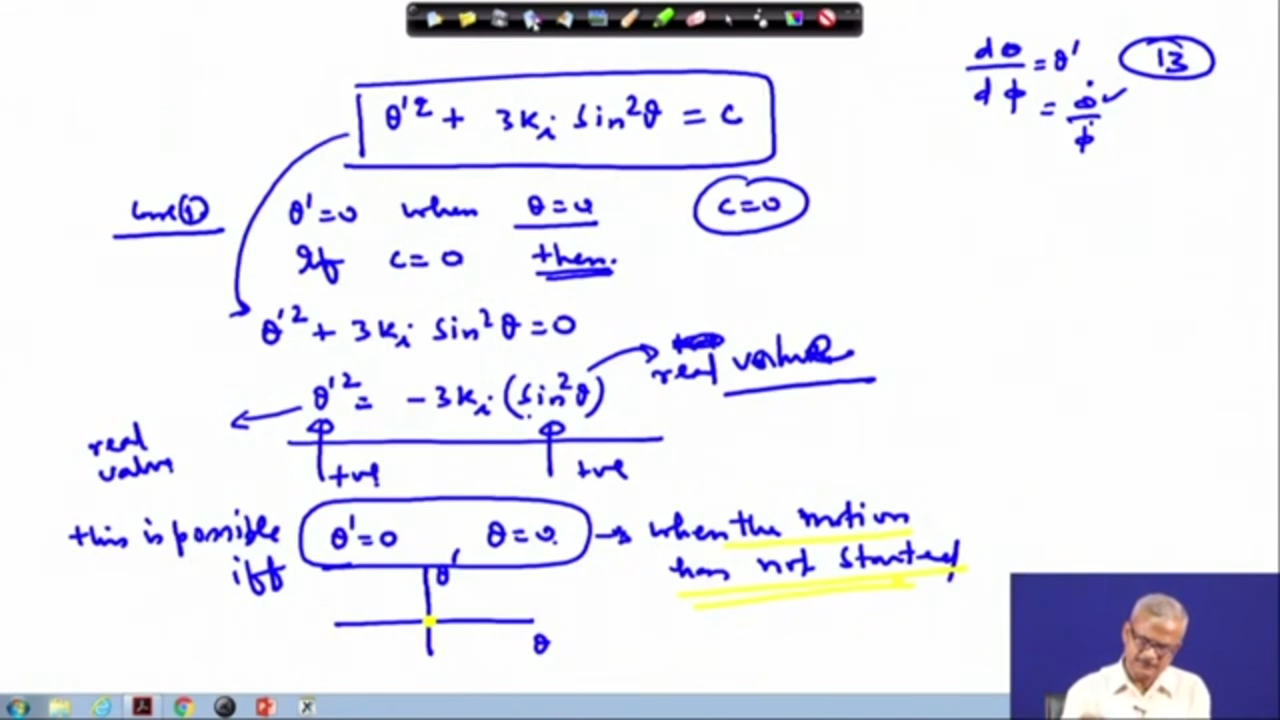 dθ/dφ = θ' = θ̇/φ̇ ✓
13
θ'² + 3kᵢ sin²θ = c
Case ①
θ'=0 when θ=0 c=0
If c=0 then.
θ'² + 3kᵢ sin²θ = 0
θ'² = -3kᵢ (sin²θ) → real value
real value
+ve +ve
this is possible iff θ'=0 θ=0. → when the motion
has not started
θ'
θ